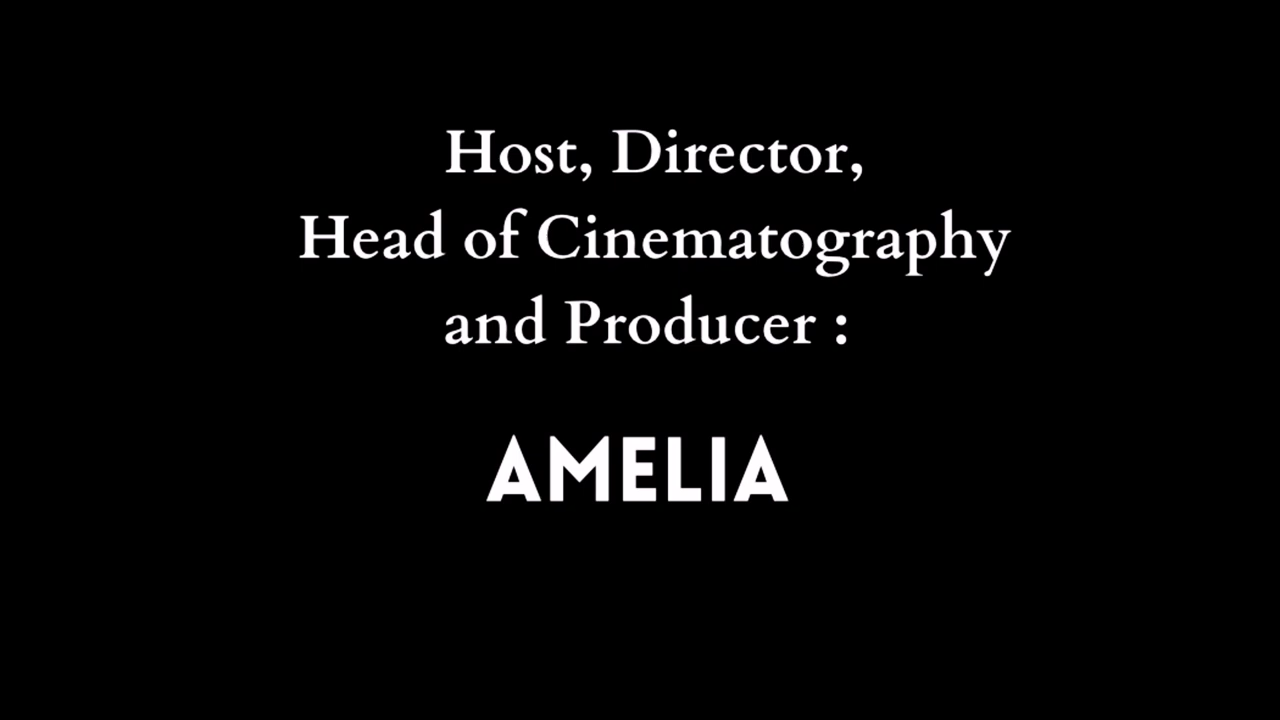 Host, Director,
Head of Cinematography
and Producer :
AMELIA